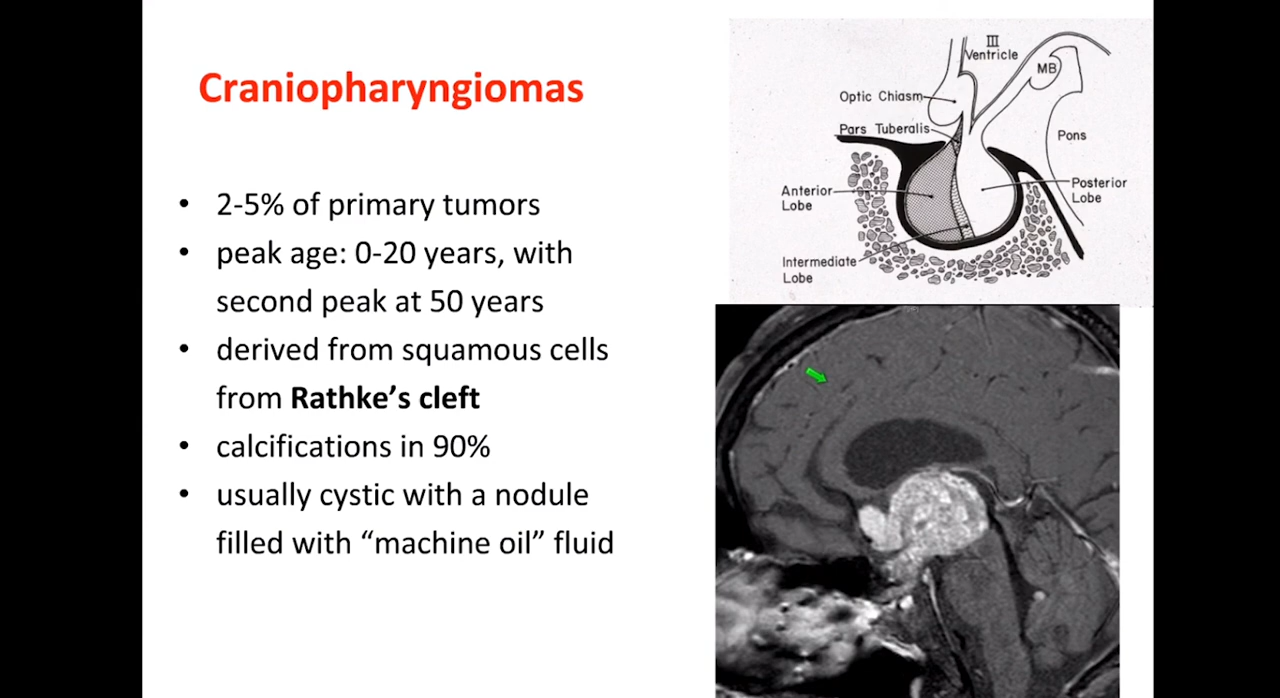 Craniopharyngiomas
• 2-5% of primary tumors
• peak age: 0-20 years, with
second peak at 50 years
• derived from squamous cells
from Rathke’s cleft
• calcifications in 90%
• usually cystic with a nodule
filled with “machine oil” fluid
III
Ventricle
MB
Optic Chiasm
Pars Tuberalis
Pons
Anterior
Lobe
Posterior
Lobe
Intermediate
Lobe